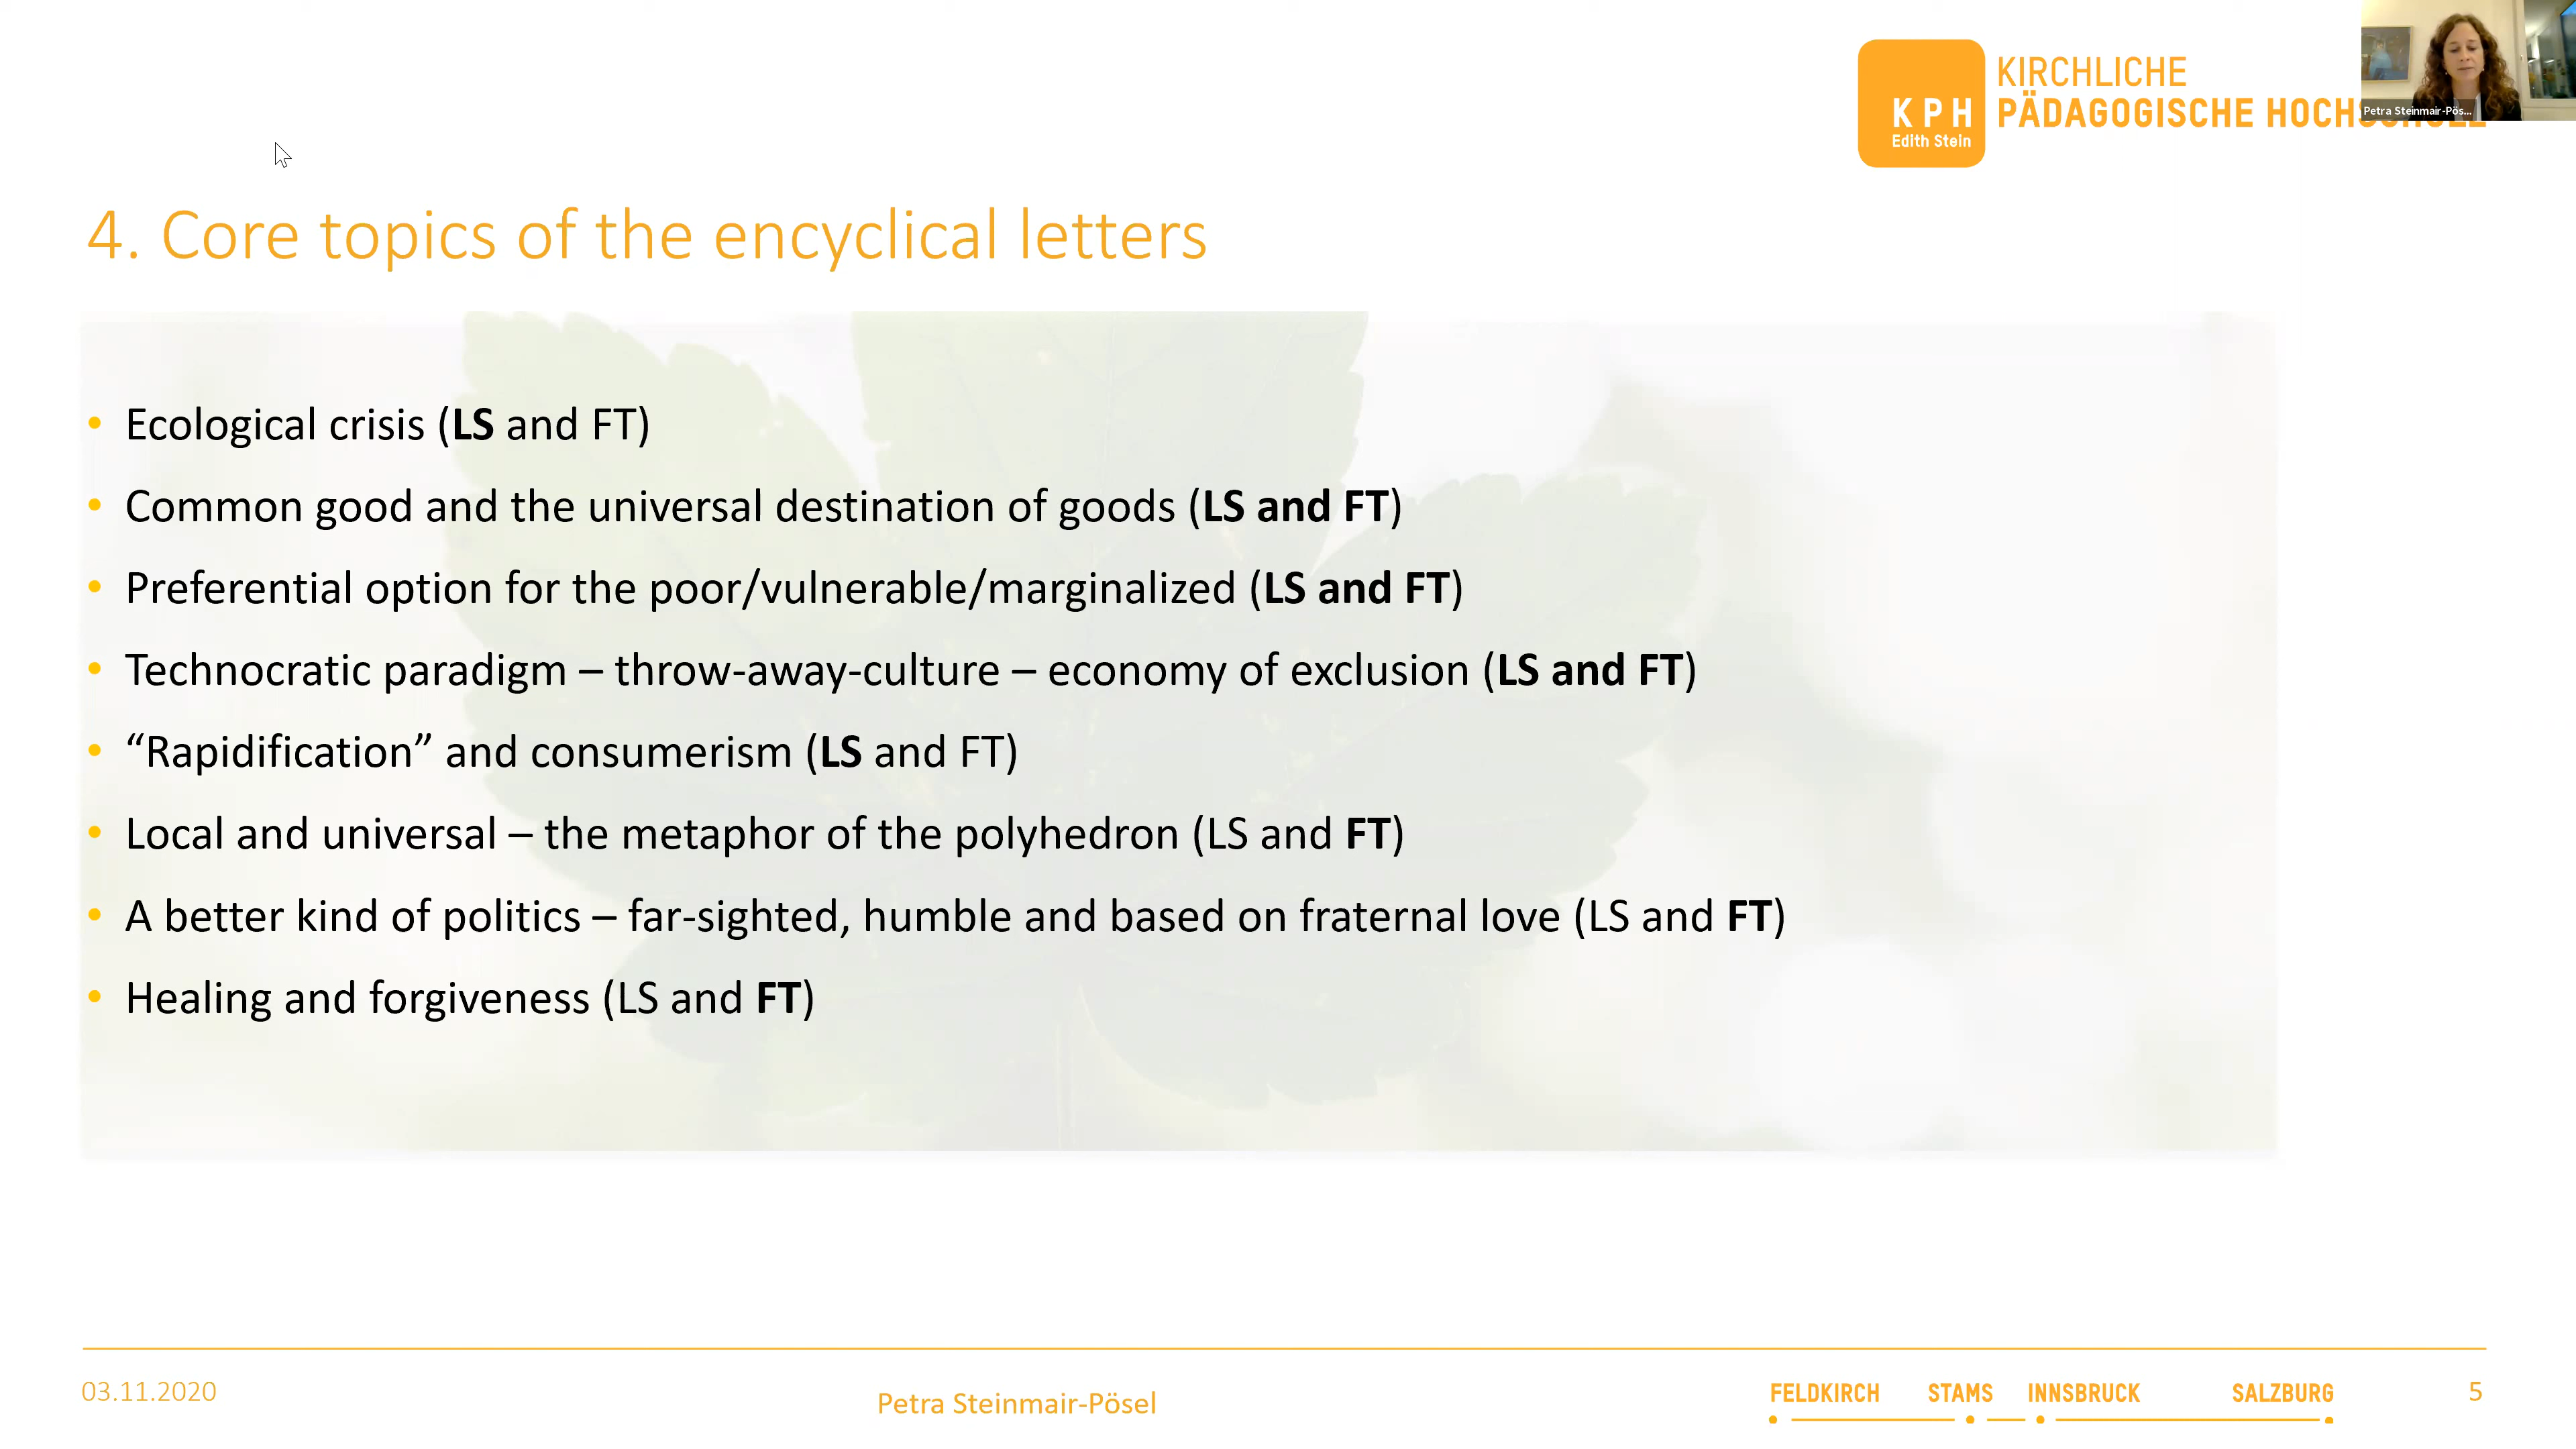 KIRCHLICHE
PÄDAGOGISCHE HOCHSCHULE
KPH
Edith Stein
Petra Steinmair-Pös...
4. Core topics of the encyclical letters
• Ecological crisis (LS and FT)
• Common good and the universal destination of goods (LS and FT)
• Preferential option for the poor/vulnerable/marginalized (LS and FT)
• Technocratic paradigm – throw-away-culture – economy of exclusion (LS and FT)
• “Rapidification” and consumerism (LS and FT)
• Local and universal – the metaphor of the polyhedron (LS and FT)
• A better kind of politics – far-sighted, humble and based on fraternal love (LS and FT)
• Healing and forgiveness (LS and FT)
03.11.2020
Petra Steinmair-Pösel
FELDKIRCH STAMS INNSBRUCK SALZBURG
5